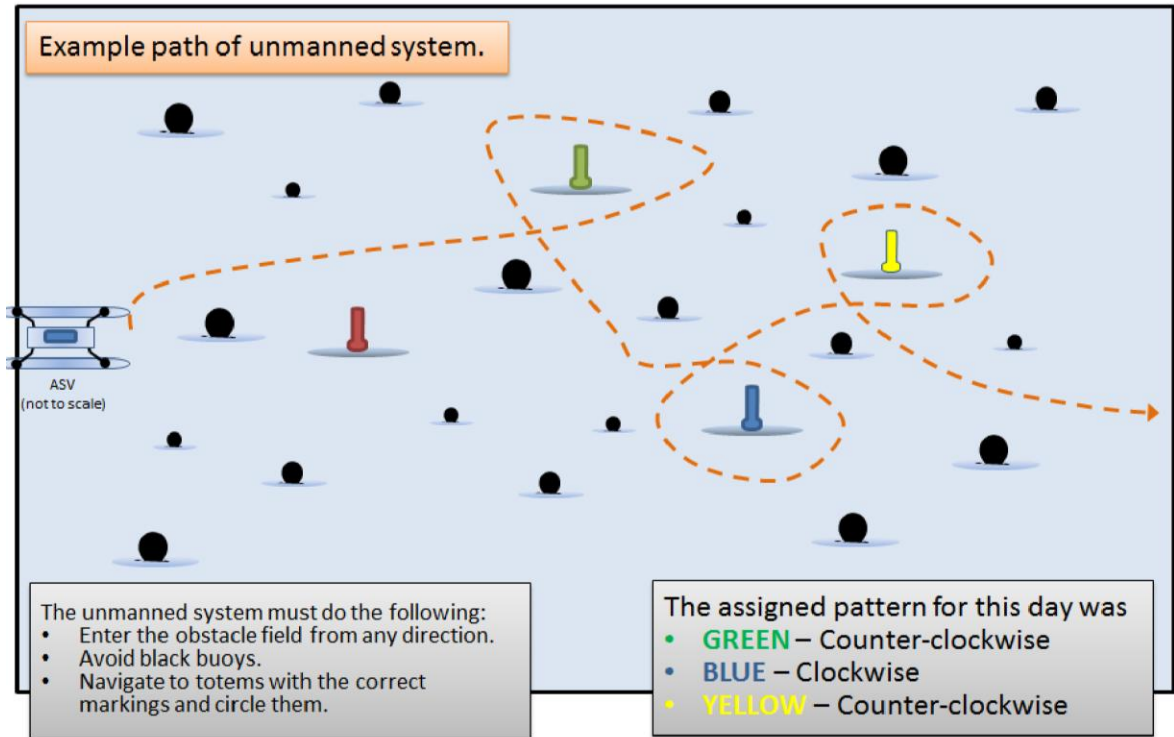 Example path of unmanned system.
ASV
(not to scale)
The unmanned system must do the following:
• Enter the obstacle field from any direction.
• Avoid black buoys.
• Navigate to totems with the correct
markings and circle them.
The assigned pattern for this day was
• GREEN – Counter-clockwise
• BLUE – Clockwise
• YELLOW – Counter-clockwise